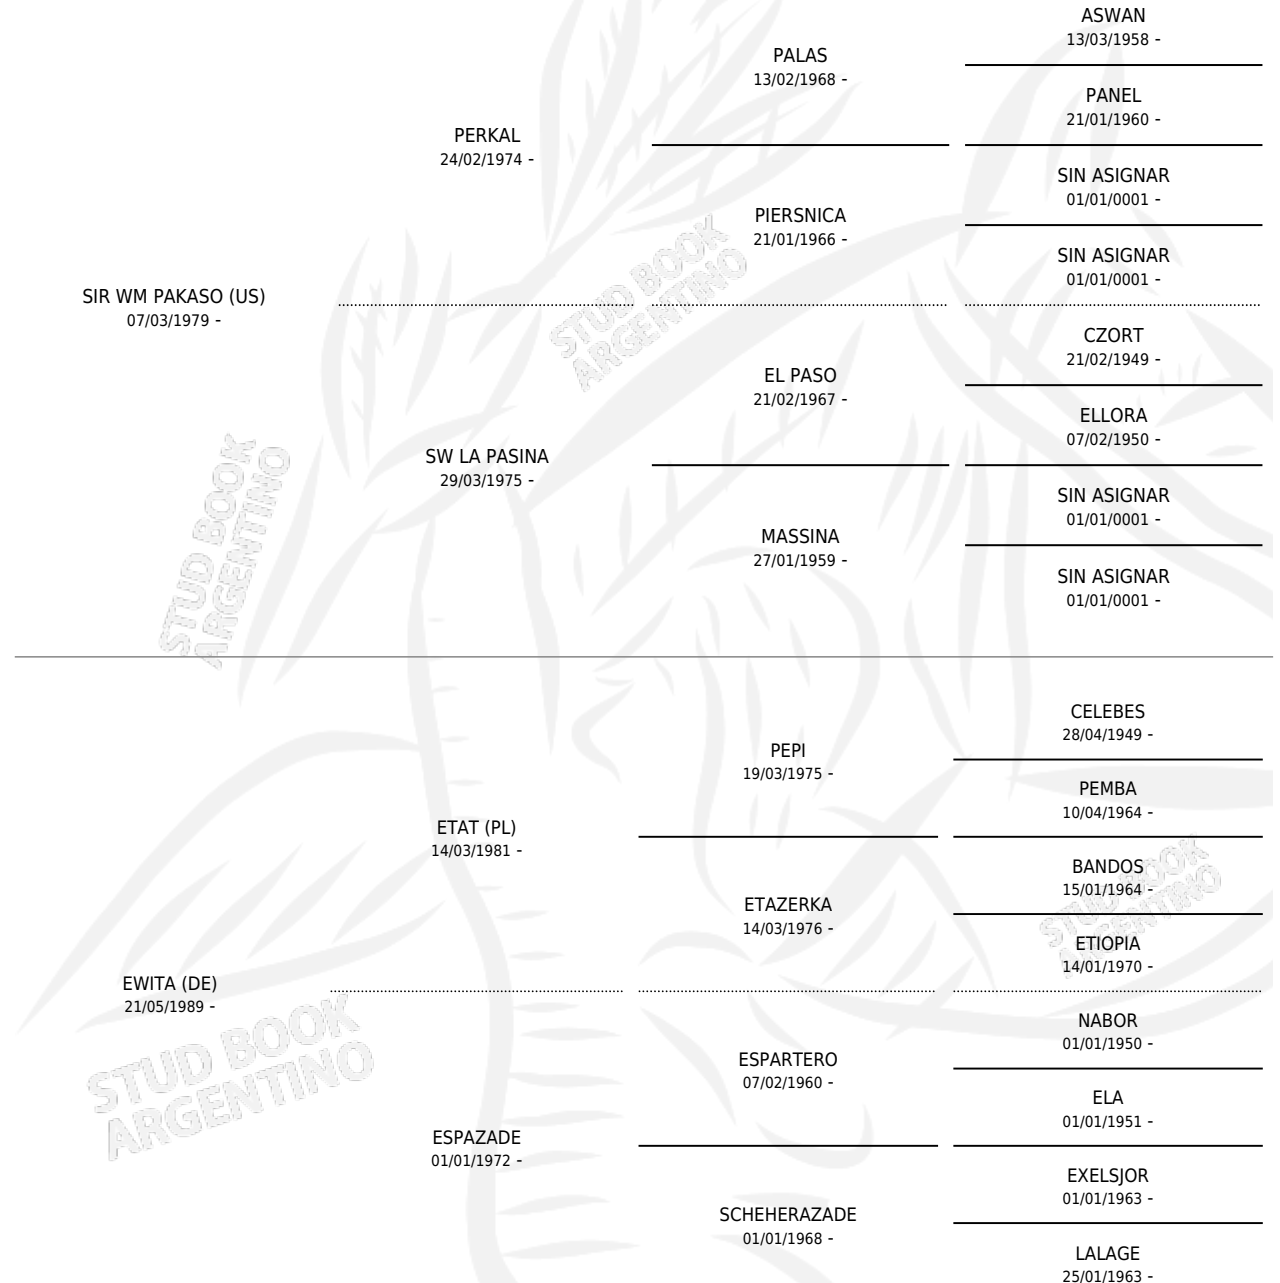 ASWAN
13/03/1958 -
PALAS
13/02/1968 -
PANEL
21/01/1960 -
PERKAL
24/02/1974 -
SIN ASIGNAR
01/01/0001 -
PIERSNICA
21/01/1966 -
SIN ASIGNAR
01/01/0001 -
SIR WM PAKASO (US)
07/03/1979 -
CZORT
21/02/1949 -
EL PASO
21/02/1967 -
ELLORA
07/02/1950 -
SW LA PASINA
29/03/1975 -
SIN ASIGNAR
01/01/0001 -
MASSINA
27/01/1959 -
SIN ASIGNAR
01/01/0001 -
CELEBES
28/04/1949 -
PEPI
19/03/1975 -
PEMBA
10/04/1964 -
ETAT (PL)
14/03/1981 -
BANDOS
15/01/1964 -
ETAZERKA
14/03/1976 -
ETIOPIA
14/01/1970 -
EWITA (DE)
21/05/1989 -
NABOR
01/01/1950 -
ESPARTERO
07/02/1960 -
ELA
01/01/1951 -
ESPAZADE
01/01/1972 -
EXELSJOR
01/01/1963 -
SCHEHERAZADE
01/01/1968 -
LALAGE
25/01/1963 -
STUD BOOK
ARGENTINO
STUD BOOK
ARGENTINO
STUD BOOK
ARGENTINO
STUD BOOK
ARGENTINO